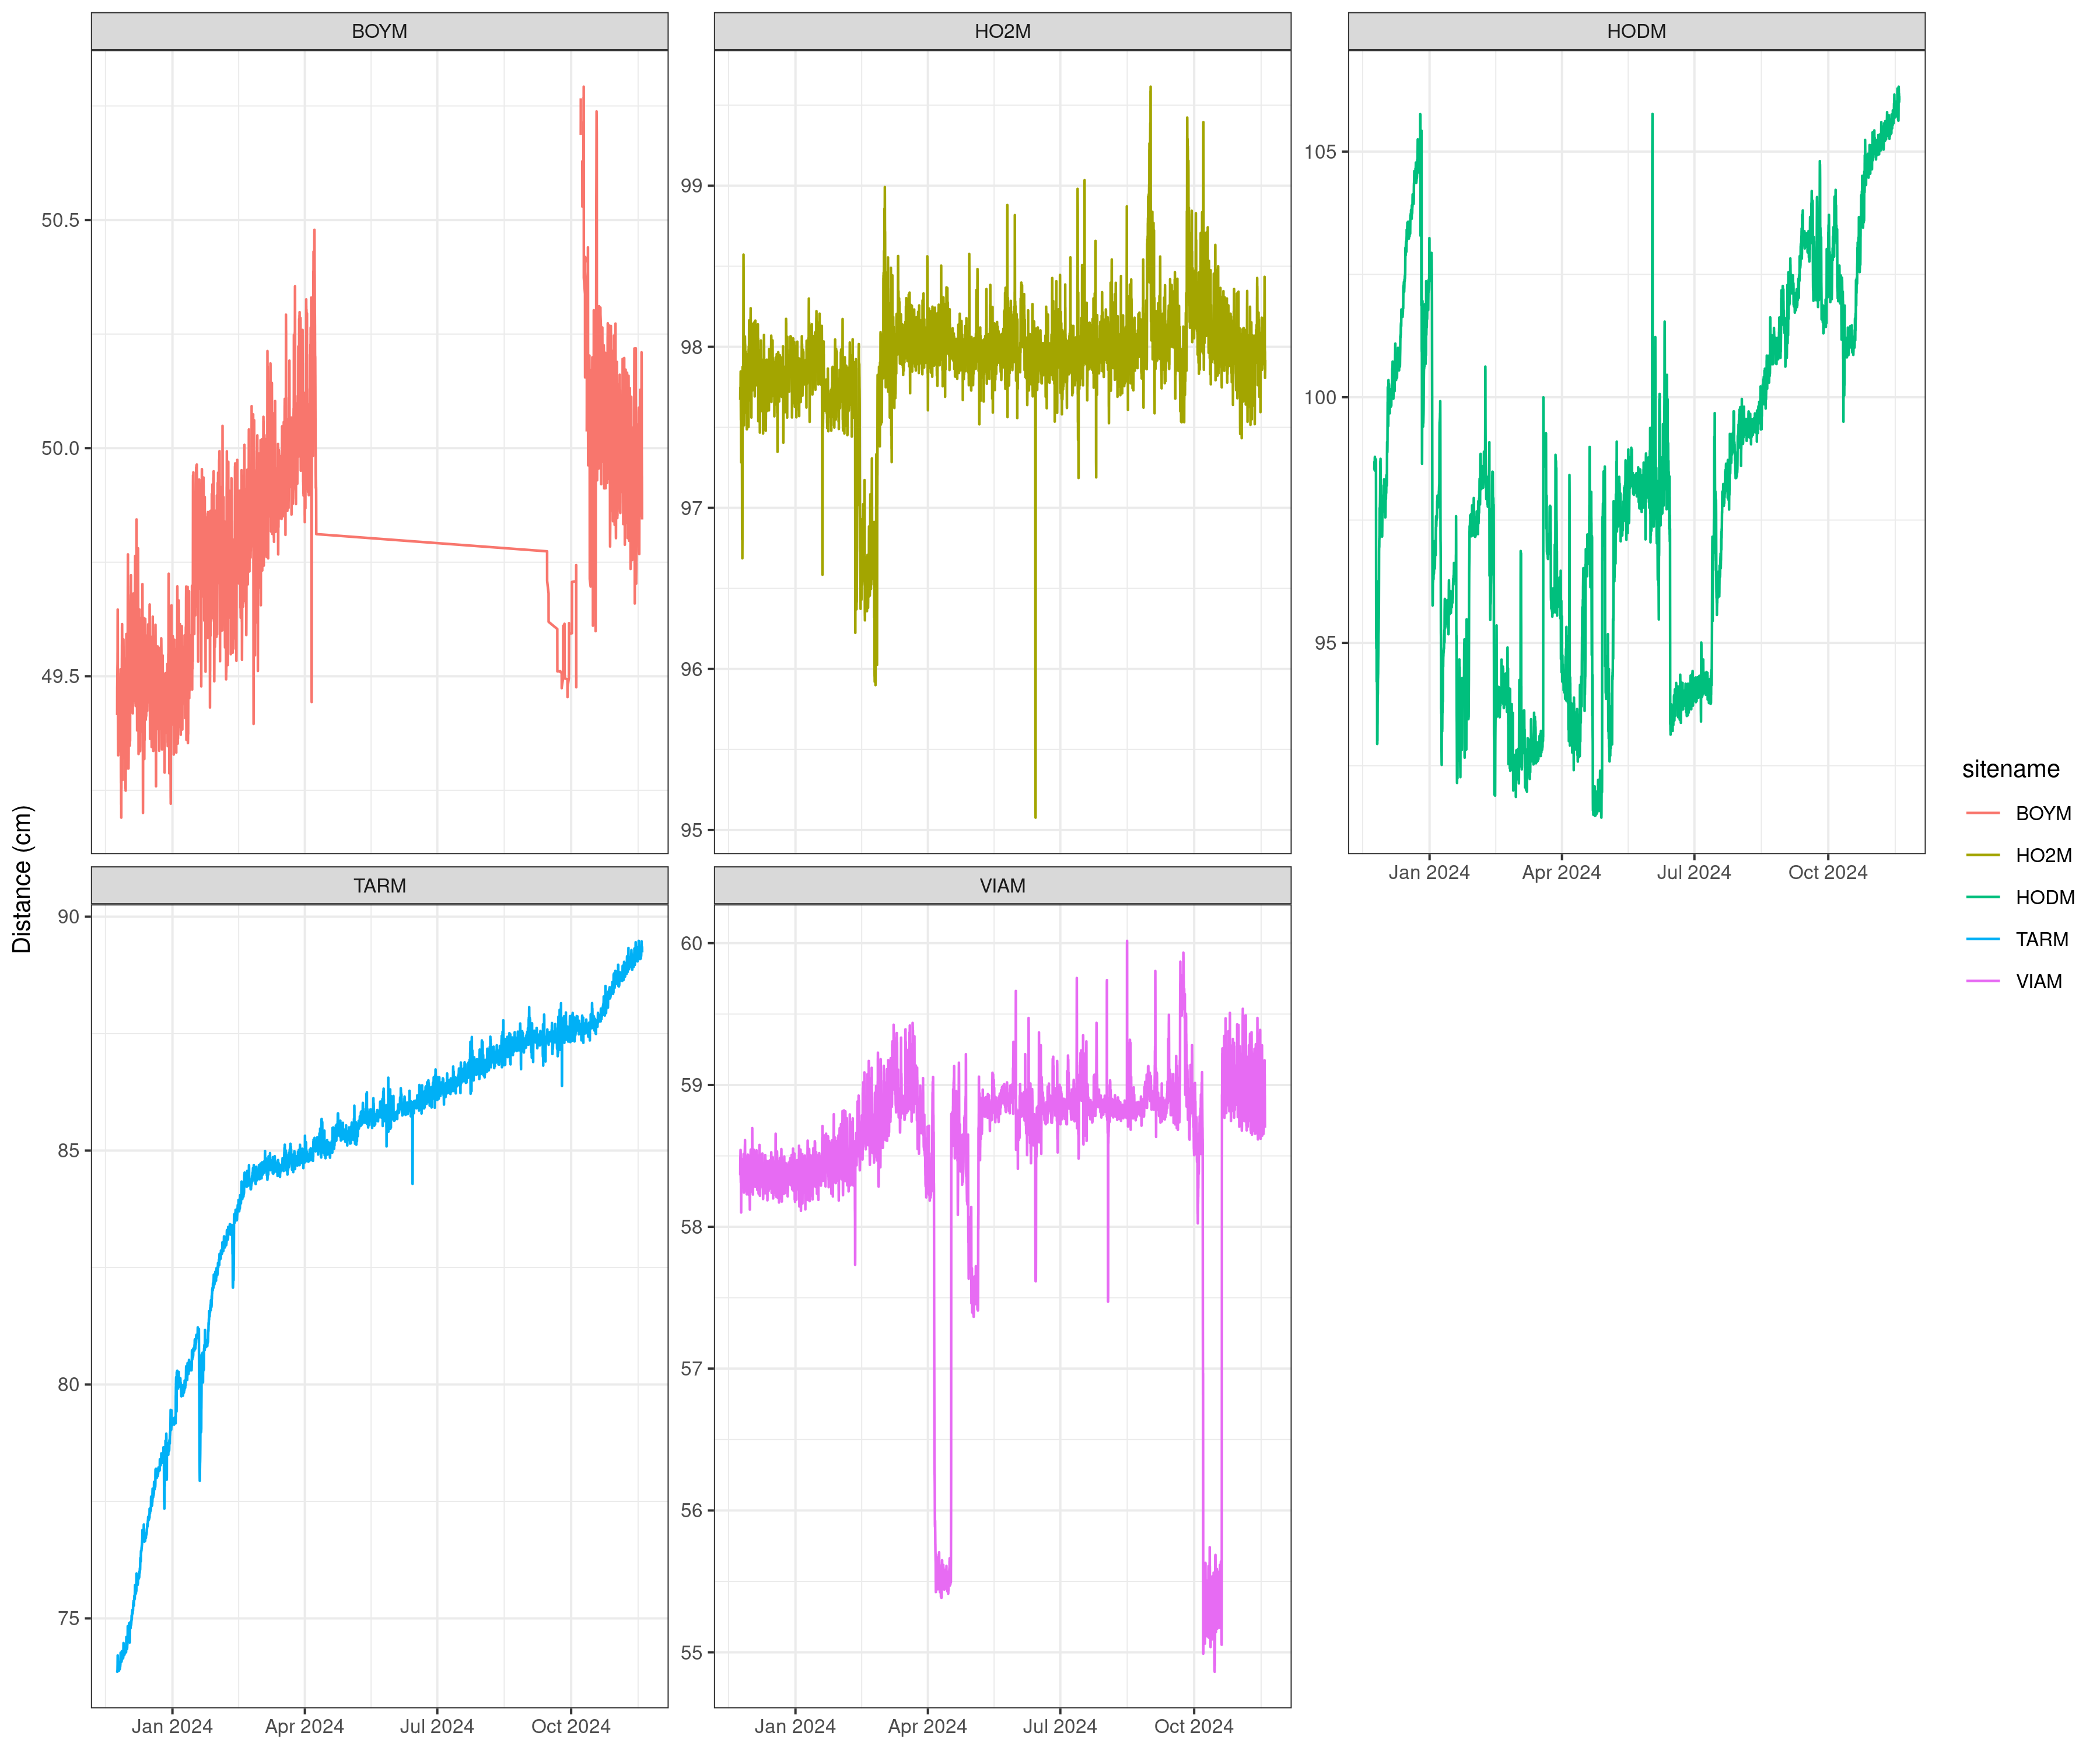 BOYM
HO2M
HODM
50.5
50.0
49.5
99
98
97
96
95
105
100
95
Jan 2024
Apr 2024
Jul 2024
Oct 2024
Distance (cm)
TARM
VIAM
90
85
80
75
60
59
58
57
56
55
Jan 2024
Apr 2024
Jul 2024
Oct 2024
Jan 2024
Apr 2024
Jul 2024
Oct 2024
sitename
BOYM
HO2M
HODM
TARM
VIAM